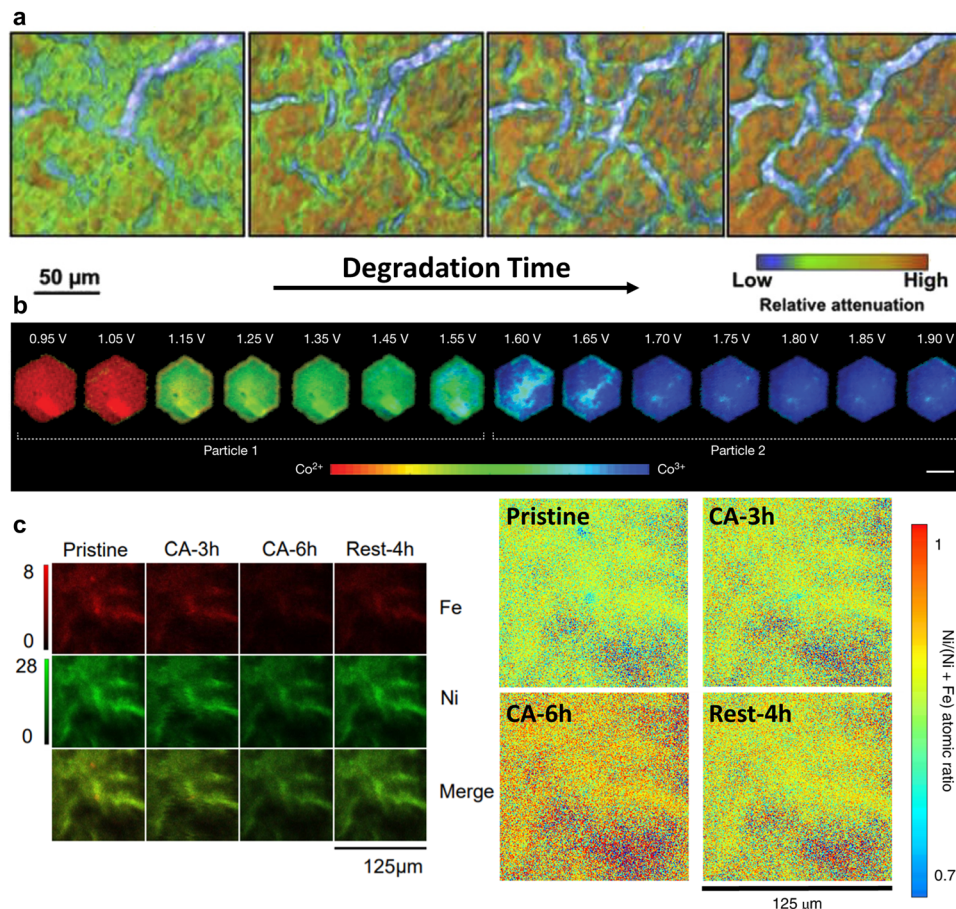 a
50 µm
Degradation Time
Low High
Relative attenuation
b
0.95 V 1.05 V 1.15 V 1.25 V 1.35 V 1.45 V 1.55 V 1.60 V 1.65 V 1.70 V 1.75 V 1.80 V 1.85 V 1.90 V
Particle 1 Particle 2
Co²⁺ Co³⁺
c
Pristine CA-3h CA-6h Rest-4h
8
0
Fe
28
0
Ni
Merge
125µm
Pristine CA-3h
CA-6h Rest-4h
125 µm
1
Ni/(Ni + Fe) atomic ratio
0.7